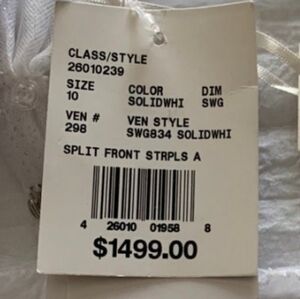 CLASS/STYLE
26010239
SIZE COLOR DIM
10 SOLIDWHI SWG
VEN # VEN STYLE
298 SWG834 SOLIDWHI
SPLIT FRONT STRPLS A
4 26010 01958 8
$1499.00